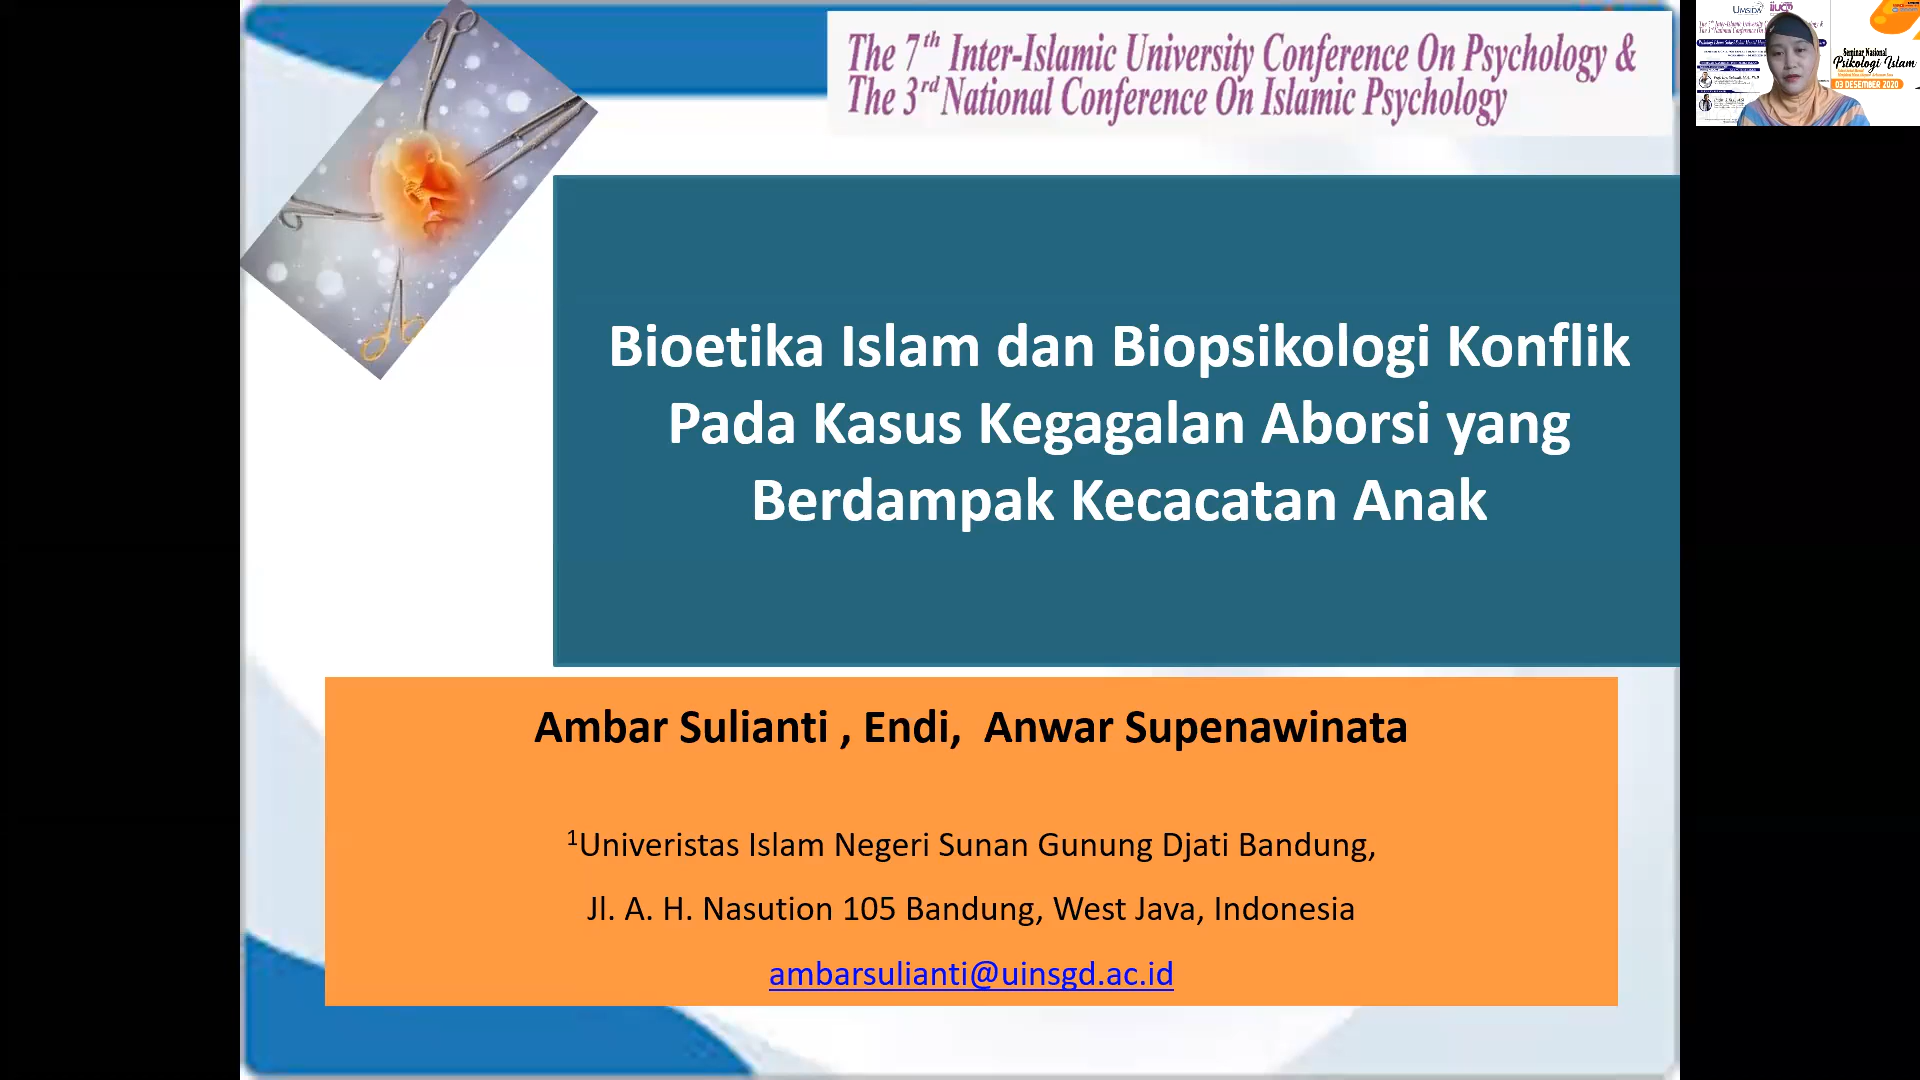 The 7th Inter-Islamic University Conference On Psychology &
The 3rd National Conference On Islamic Psychology
Bioetika Islam dan Biopsikologi Konflik
Pada Kasus Kegagalan Aborsi yang
Berdampak Kecacatan Anak
Ambar Sulianti , Endi, Anwar Supenawinata
1Univeristas Islam Negeri Sunan Gunung Djati Bandung,
Jl. A. H. Nasution 105 Bandung, West Java, Indonesia
ambarsulianti@uinsgd.ac.id
UMSIDA
Seminar Nasional
Psikologi Islam
03 DESEMBER 2020